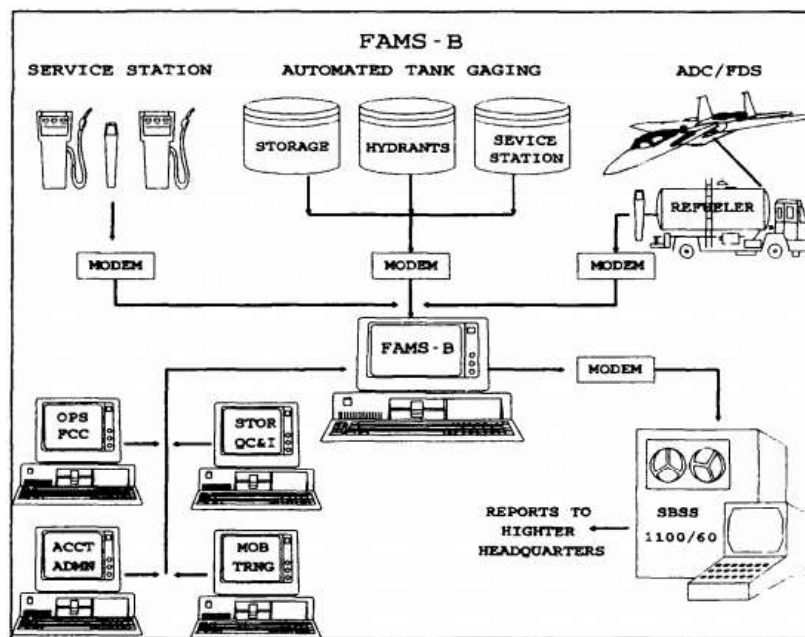 FAMS-B
SERVICE STATION
AUTOMATED TANK GAGING
ADC/FDS
STORAGE
HYDRANTS
SEVICE
STATION
REFUELER
MODEM
MODEM
MODEM
FAMS-B
MODEM
OPS
FCC
STOR
QC&I
ACCT
ADMN
MOB
TRNG
SBSS
1100/60
REPORTS TO
HIGHTER
HEADQUARTERS